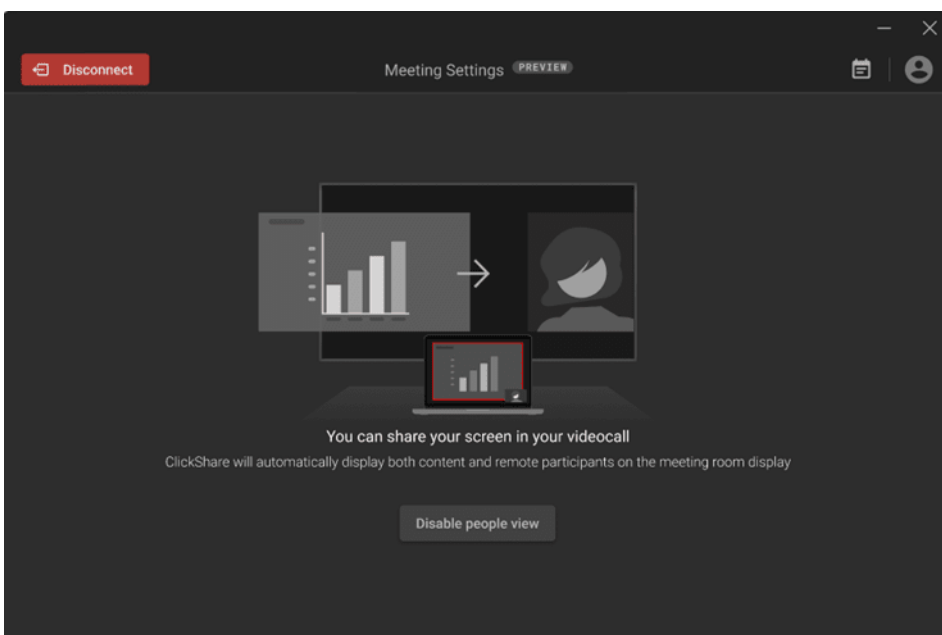 Disconnect
Meeting Settings PREVIEW
You can share your screen in your videocall
ClickShare will automatically display both content and remote participants on the meeting room display
Disable people view